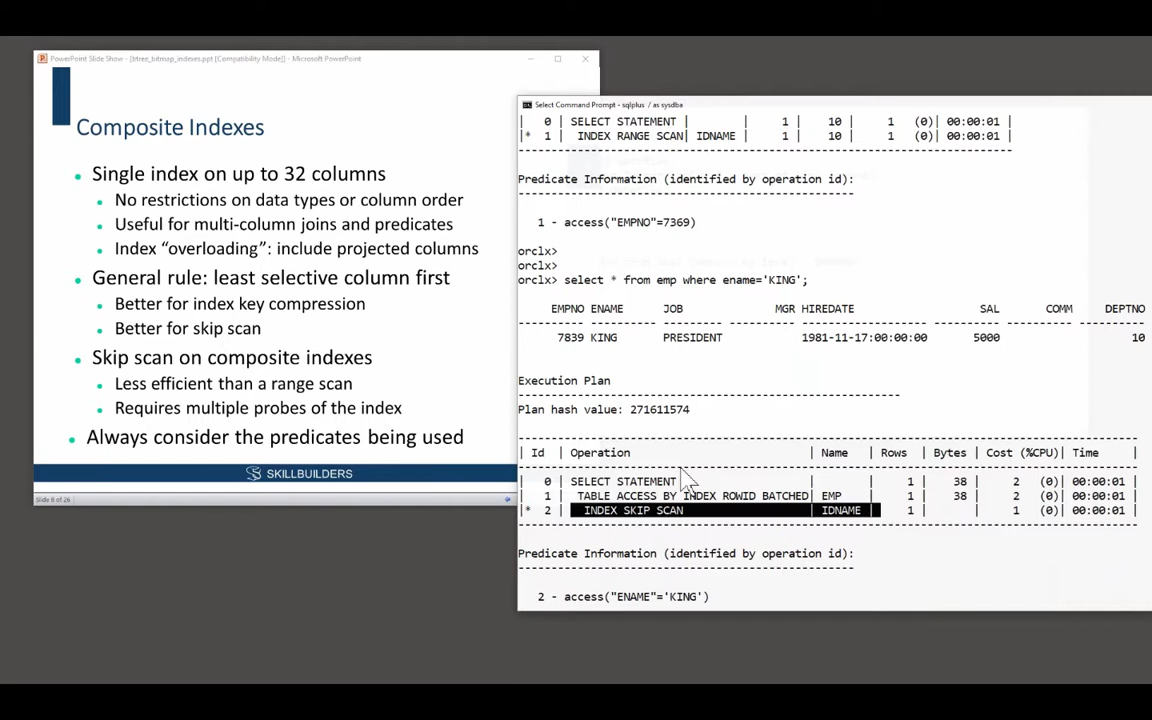 PowerPoint Slide Show - [btree_bitmap_indexes.ppt [Compatibility Mode]] - Microsoft PowerPoint
Composite Indexes
• Single index on up to 32 columns
• No restrictions on data types or column order
• Useful for multi-column joins and predicates
• Index “overloading”: include projected columns
• General rule: least selective column first
• Better for index key compression
• Better for skip scan
• Skip scan on composite indexes
• Less efficient than a range scan
• Requires multiple probes of the index
• Always consider the predicates being used
SKILLBUILDERS
Slide 8 of 26
Select Command Prompt - sqlplus / as sysdba
| 0 | SELECT STATEMENT | | 1 | 10 | 1 (0)| 00:00:01 |
|* 1 | INDEX RANGE SCAN| IDNAME | 1 | 10 | 1 (0)| 00:00:01 |
Predicate Information (identified by operation id):
1 - access("EMPNO"=7369)
orclx>
orclx>
orclx> select * from emp where ename='KING';
EMPNO ENAME JOB MGR HIREDATE SAL COMM DEPTNO
7839 KING PRESIDENT 1981-11-17:00:00:00 5000 10
Execution Plan
Plan hash value: 271611574
| Id | Operation | Name | Rows | Bytes | Cost (%CPU)| Time |
| 0 | SELECT STATEMENT | | 1 | 38 | 2 (0)| 00:00:01 |
| 1 | TABLE ACCESS BY INDEX ROWID BATCHED| EMP | 1 | 38 | 2 (0)| 00:00:01 |
|* 2 | INDEX SKIP SCAN | IDNAME | 1 | | 1 (0)| 00:00:01 |
Predicate Information (identified by operation id):
2 - access("ENAME"='KING')